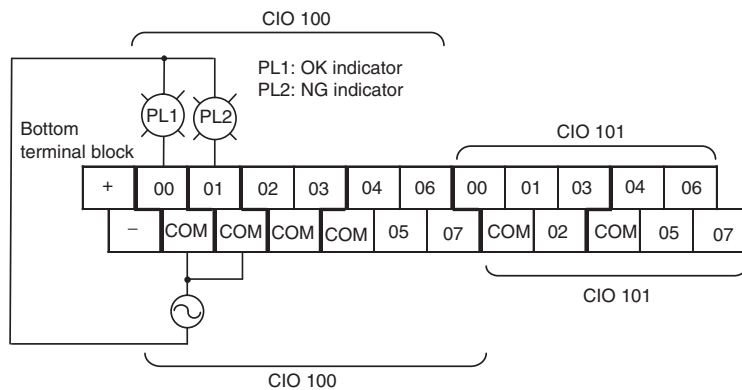 CIO 100
PL1: OK indicator
PL2: NG indicator
PL1 PL2
Bottom
terminal block
CIO 101
+ 00 01 02 03 04 06 00 01 03 04 06
− COM COM COM COM 05 07 COM 02 COM 05 07
CIO 101
CIO 100